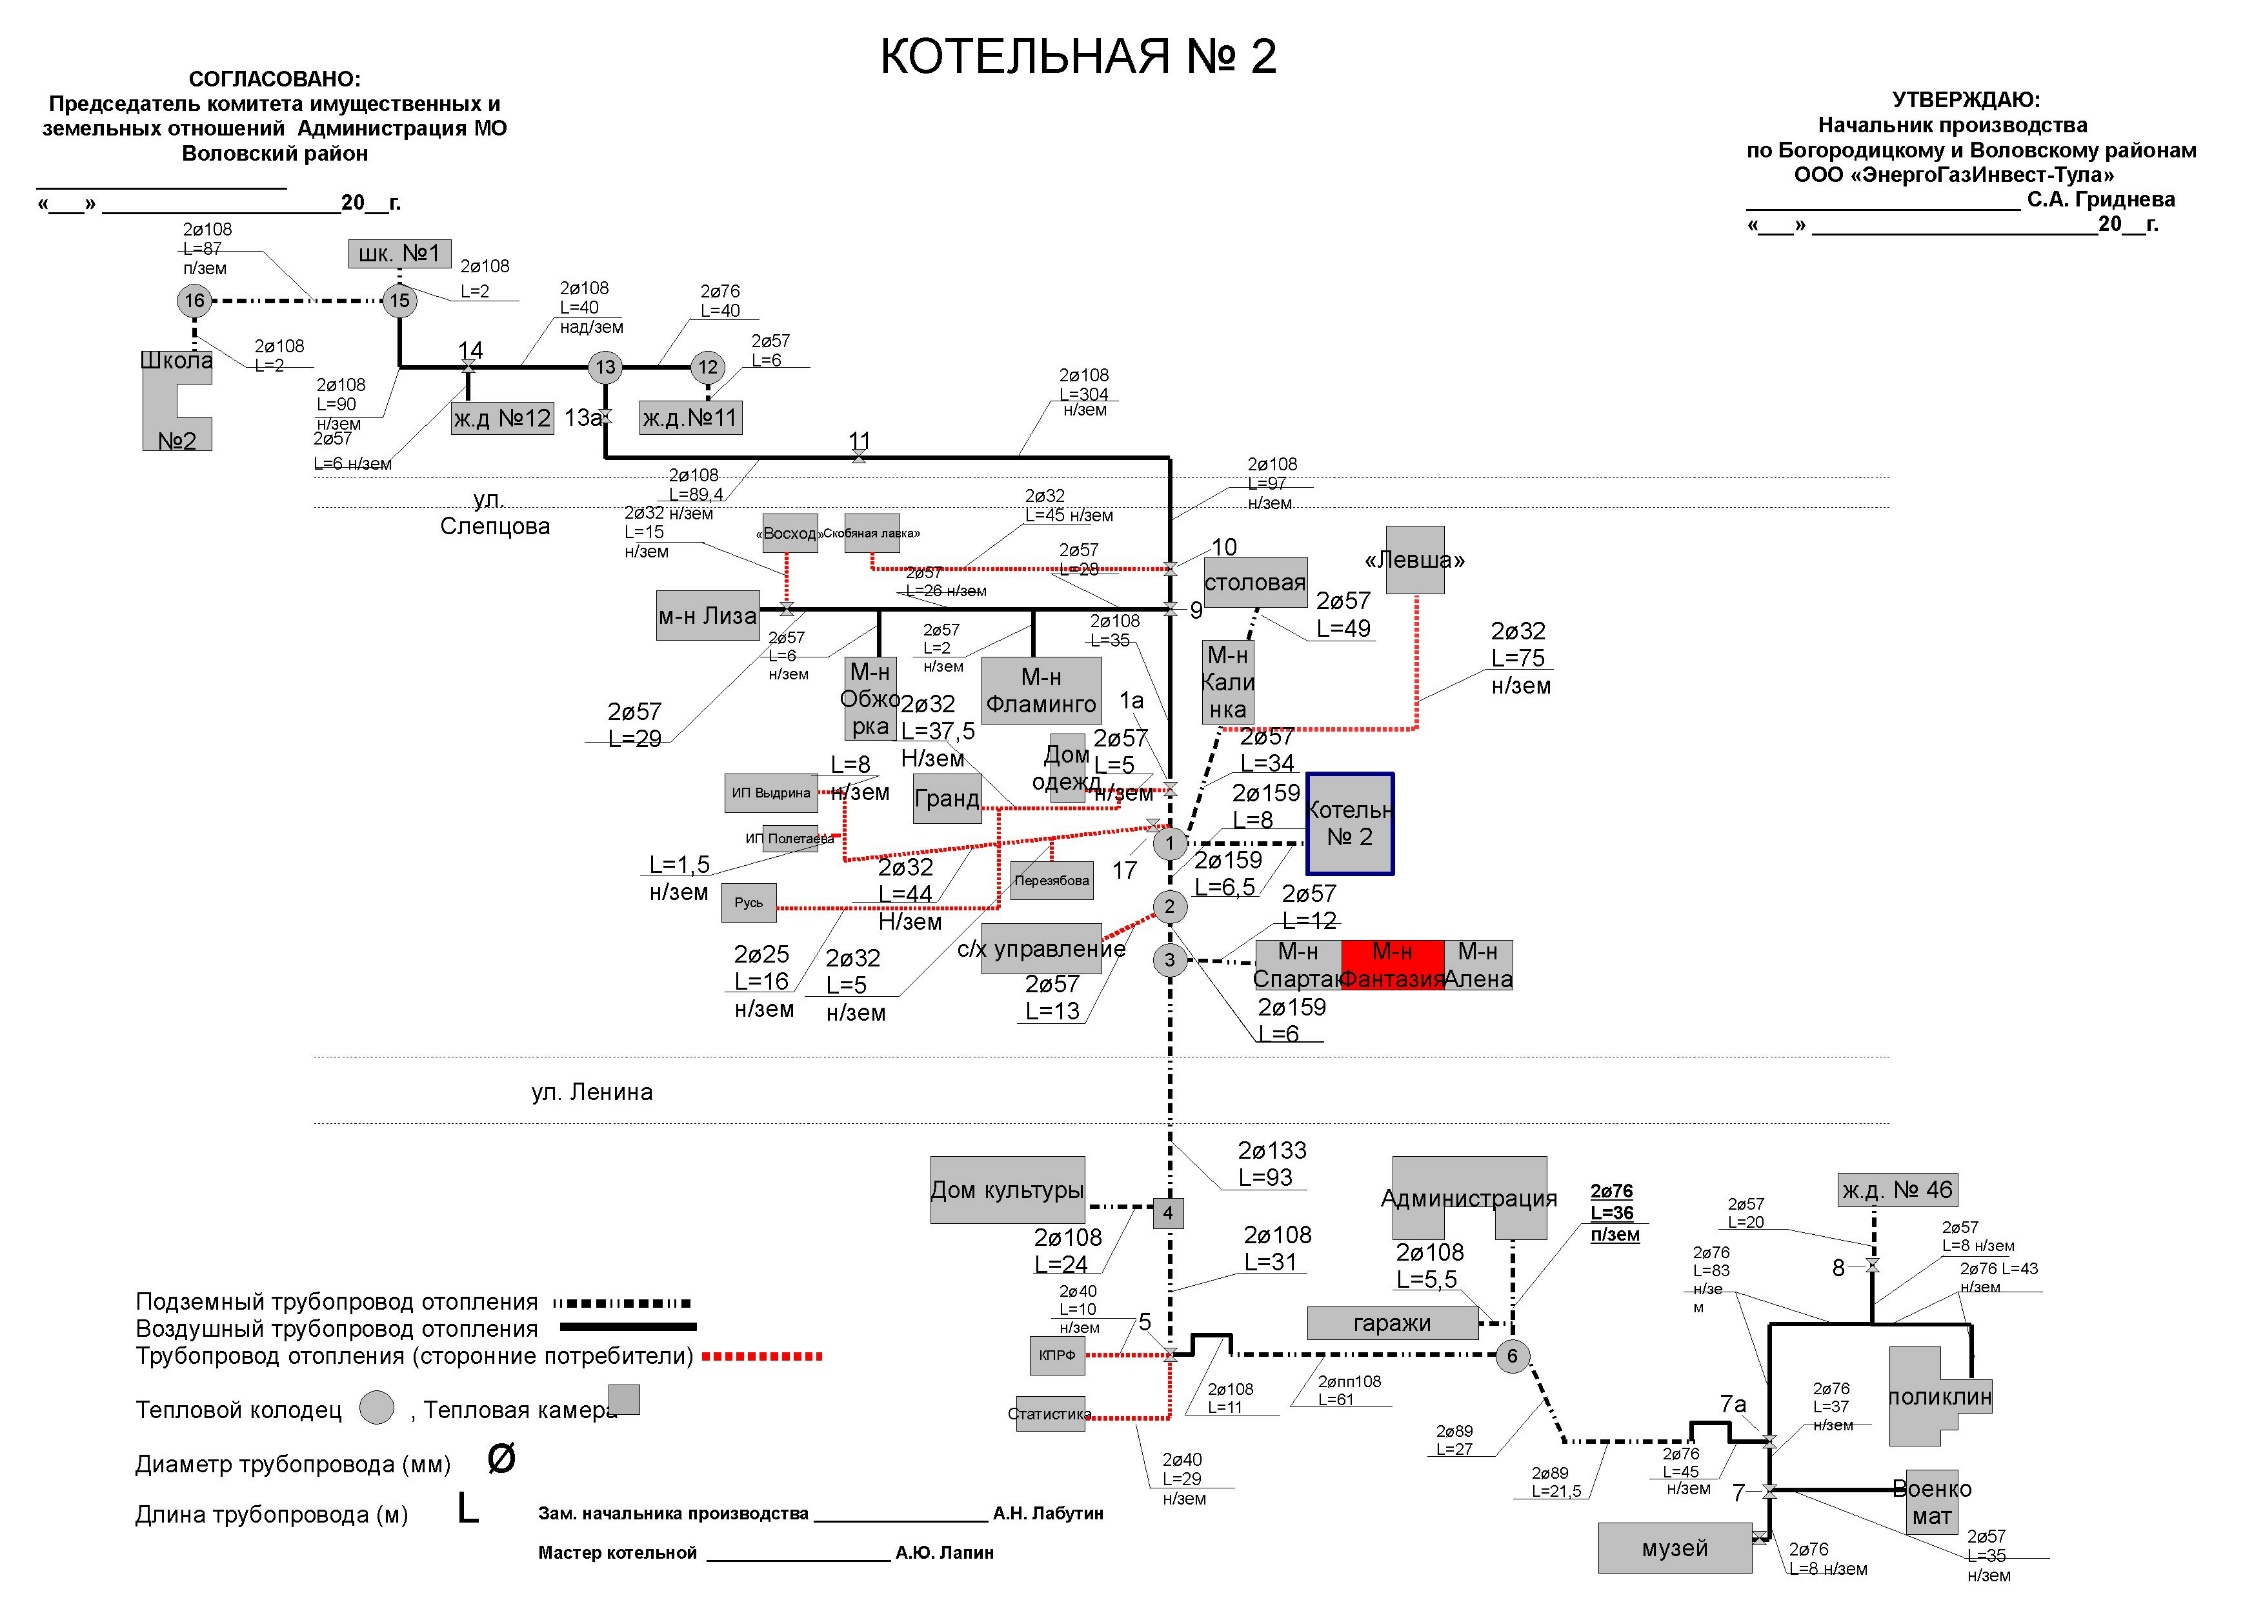 КОТЕЛЬНАЯ № 2
СОГЛАСОВАНО:
Председатель комитета имущественных и
земельных отношений  Администрация МО
Воловский район
_____________________
«___» ____________________20__г.
УТВЕРЖДАЮ:
Начальник производства
по Богородицкому и Воловскому районам
ООО «ЭнергоГазИнвест-Тула»
_______________________ С.А. Гриднева
«___» ________________________20__г.
2ø108
L=87
п/зем
шк. №1
2ø108
L=2
16
15
2ø108
L=40
над/зем
2ø76
L=40
2ø57
L=6
2ø108
L=2
14
13
12
Школа
№2
2ø108
L=90
н/зем
2ø57
L=6 н/зем
ж.д №12
13а
ж.д.№11
2ø108
L=304
н/зем
11
2ø108
L=89,4
н/зем
2ø108
L=97
н/зем
ул.
Слепцова
2ø32
L=15
н/зем
«Восход»
Скобяная лавка»
2ø32
L=45 н/зем
2ø57
L=28
10
столовая
«Левша»
2ø57
L=26 н/зем
м-н Лиза
9
2ø57
L=49
2ø57
L=6
н/зем
2ø57
L=2
н/зем
2ø108
L=35
2ø32
L=75
н/зем
М-н
Обжо
рка
М-н
Фламинго
М-н
Кали
нка
1а
2ø57
L=29
2ø32
L=37,5
Н/зем
Дом
одежд
2ø57
L=5
н/зем
2ø57
L=34
L=8
н/зем
ИП Выдрина
Гранд
2ø159
L=8
Котельн
№ 2
ИП Полетаева
1
17
2ø159
L=6,5
L=1,5
н/зем
2ø32
L=44
Н/зем
Перезябова
Русь
2
2ø57
L=12
с/х управление
3
М-н
Спартак
М-н
Фантазия
М-н
Алена
2ø25
L=16
н/зем
2ø32
L=5
н/зем
2ø57
L=13
2ø159
L=6
ул. Ленина
2ø133
L=93
Дом культуры
4
Администрация
2ø76
L=36
п/зем
ж.д. № 46
2ø57
L=20
2ø57
L=8 н/зем
2ø108
L=24
2ø108
L=31
2ø108
L=5,5
2ø76
L=83
н/зе
м
8
2ø76 L=43
н/зем
2ø40
L=10
н/зем
5
гаражи
КПРФ
6
Статистика
2ø108
L=11
2øпп108
L=61
7а
2ø76
L=37
н/зем
поликлин
2ø89
L=27
2ø40
L=29
н/зем
2ø89
L=21,5
2ø76
L=45
н/зем
7
Военко
мат
музей
2ø76
L=8 н/зем
2ø57
L=35
н/зем
Подземный трубопровод отопления
Воздушный трубопровод отопления
Трубопровод отопления (сторонние потребители)
Тепловой колодец , Тепловая камера
Диаметр трубопровода (мм) Ø
Длина трубопровода (м) L
Зам. начальника производства ___________________ А.Н. Лабутин
Мастер котельной ____________________ А.Ю. Лапин